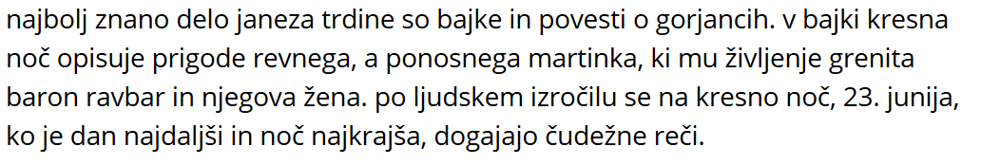 najbolj znano delo janeza trdine so bajke in povesti o gorjancih. v bajki kresna
noč opisuje prigode revnega, a ponosnega martinka, ki mu življenje grenita
baron ravbar in njegova žena. po ljudskem izročilu se na kresno noč, 23. junija,
ko je dan najdaljši in noč najkrajša, dogajajo čudežne reči.